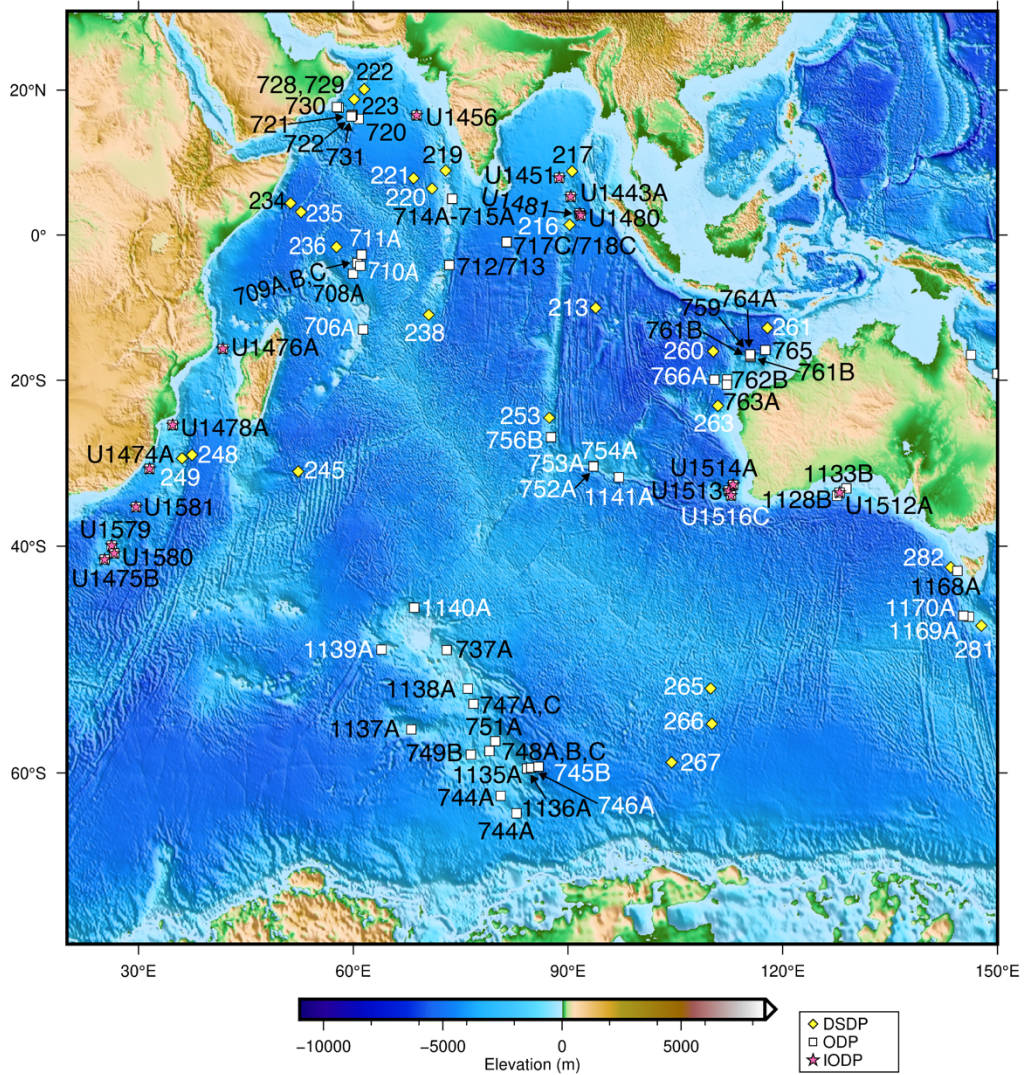 222
728,729
20°N
730
223
U1456
721
720
722
731
219
217
221
U1451
U1443A
220
U1481
234
235
714A-715A
216
U1480
0°
236
711A
717C/718C
710A
712/713
709A,B,C
708A
764A
759
213
238
706A
761B
261
U1476A
260
765
761B
20°S
766A
762B
763A
253
263
U1478A
756B
U1474A
248
754A
249
245
753A
U1514A
1133B
752A
1141A
U1513
1128B
U1512A
U1581
U1516C
U1579
40°S
U1580
282
U1475B
1168A
1140A
1170A
1169A
1139A
737A
281
1138A
265
747A,C
751A
266
1137A
749B
748A,B,C
267
60°S
1135A
745B
744A
1136A
746A
744A
30°E
60°E
90°E
120°E
150°E
−10000
−5000
0
5000
Elevation (m)
DSDP
ODP
IODP